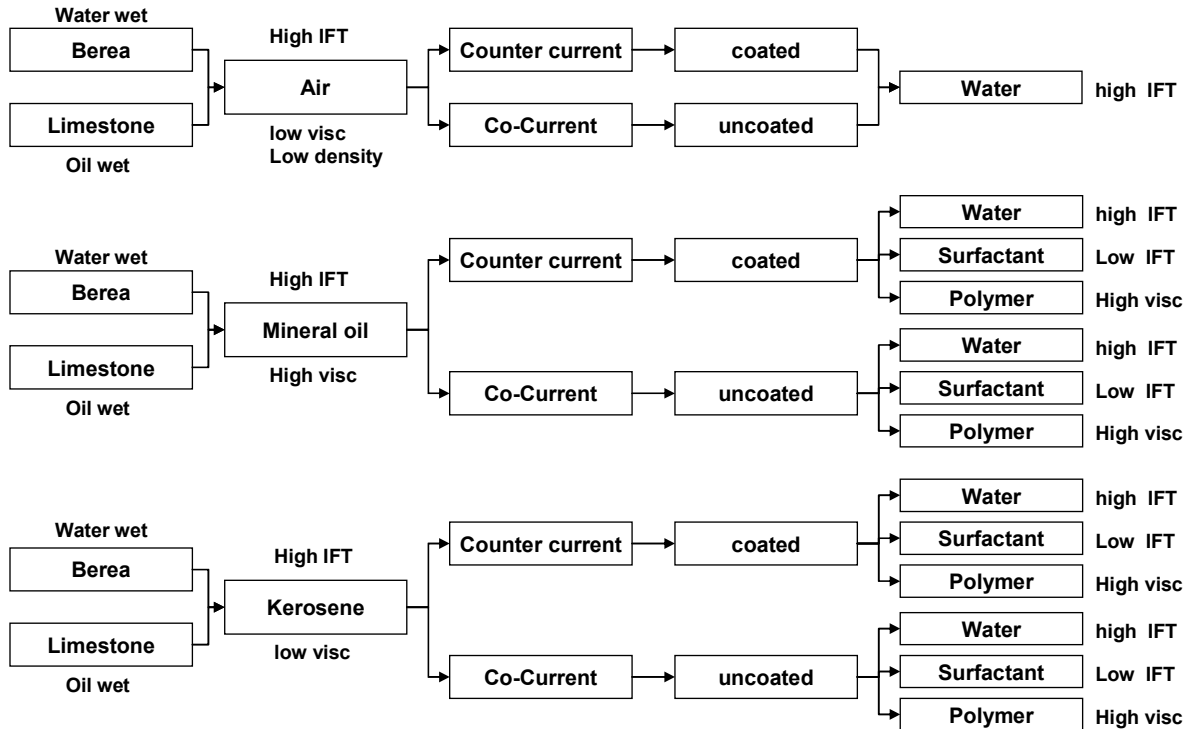 Water wet
Berea
High IFT
Counter current
coated
Air
Water
high IFT
Limestone
Co-Current
uncoated
low visc
Low density
Oil wet
Water
high IFT
Water wet
Counter current
coated
Surfactant
Low IFT
Berea
High IFT
Polymer
High visc
Mineral oil
Water
high IFT
Limestone
High visc
Co-Current
uncoated
Surfactant
Low IFT
Oil wet
Polymer
High visc
Water
high IFT
Water wet
Counter current
coated
Surfactant
Low IFT
Berea
High IFT
Polymer
High visc
Kerosene
Water
high IFT
Limestone
low visc
Co-Current
uncoated
Surfactant
Low IFT
Oil wet
Polymer
High visc